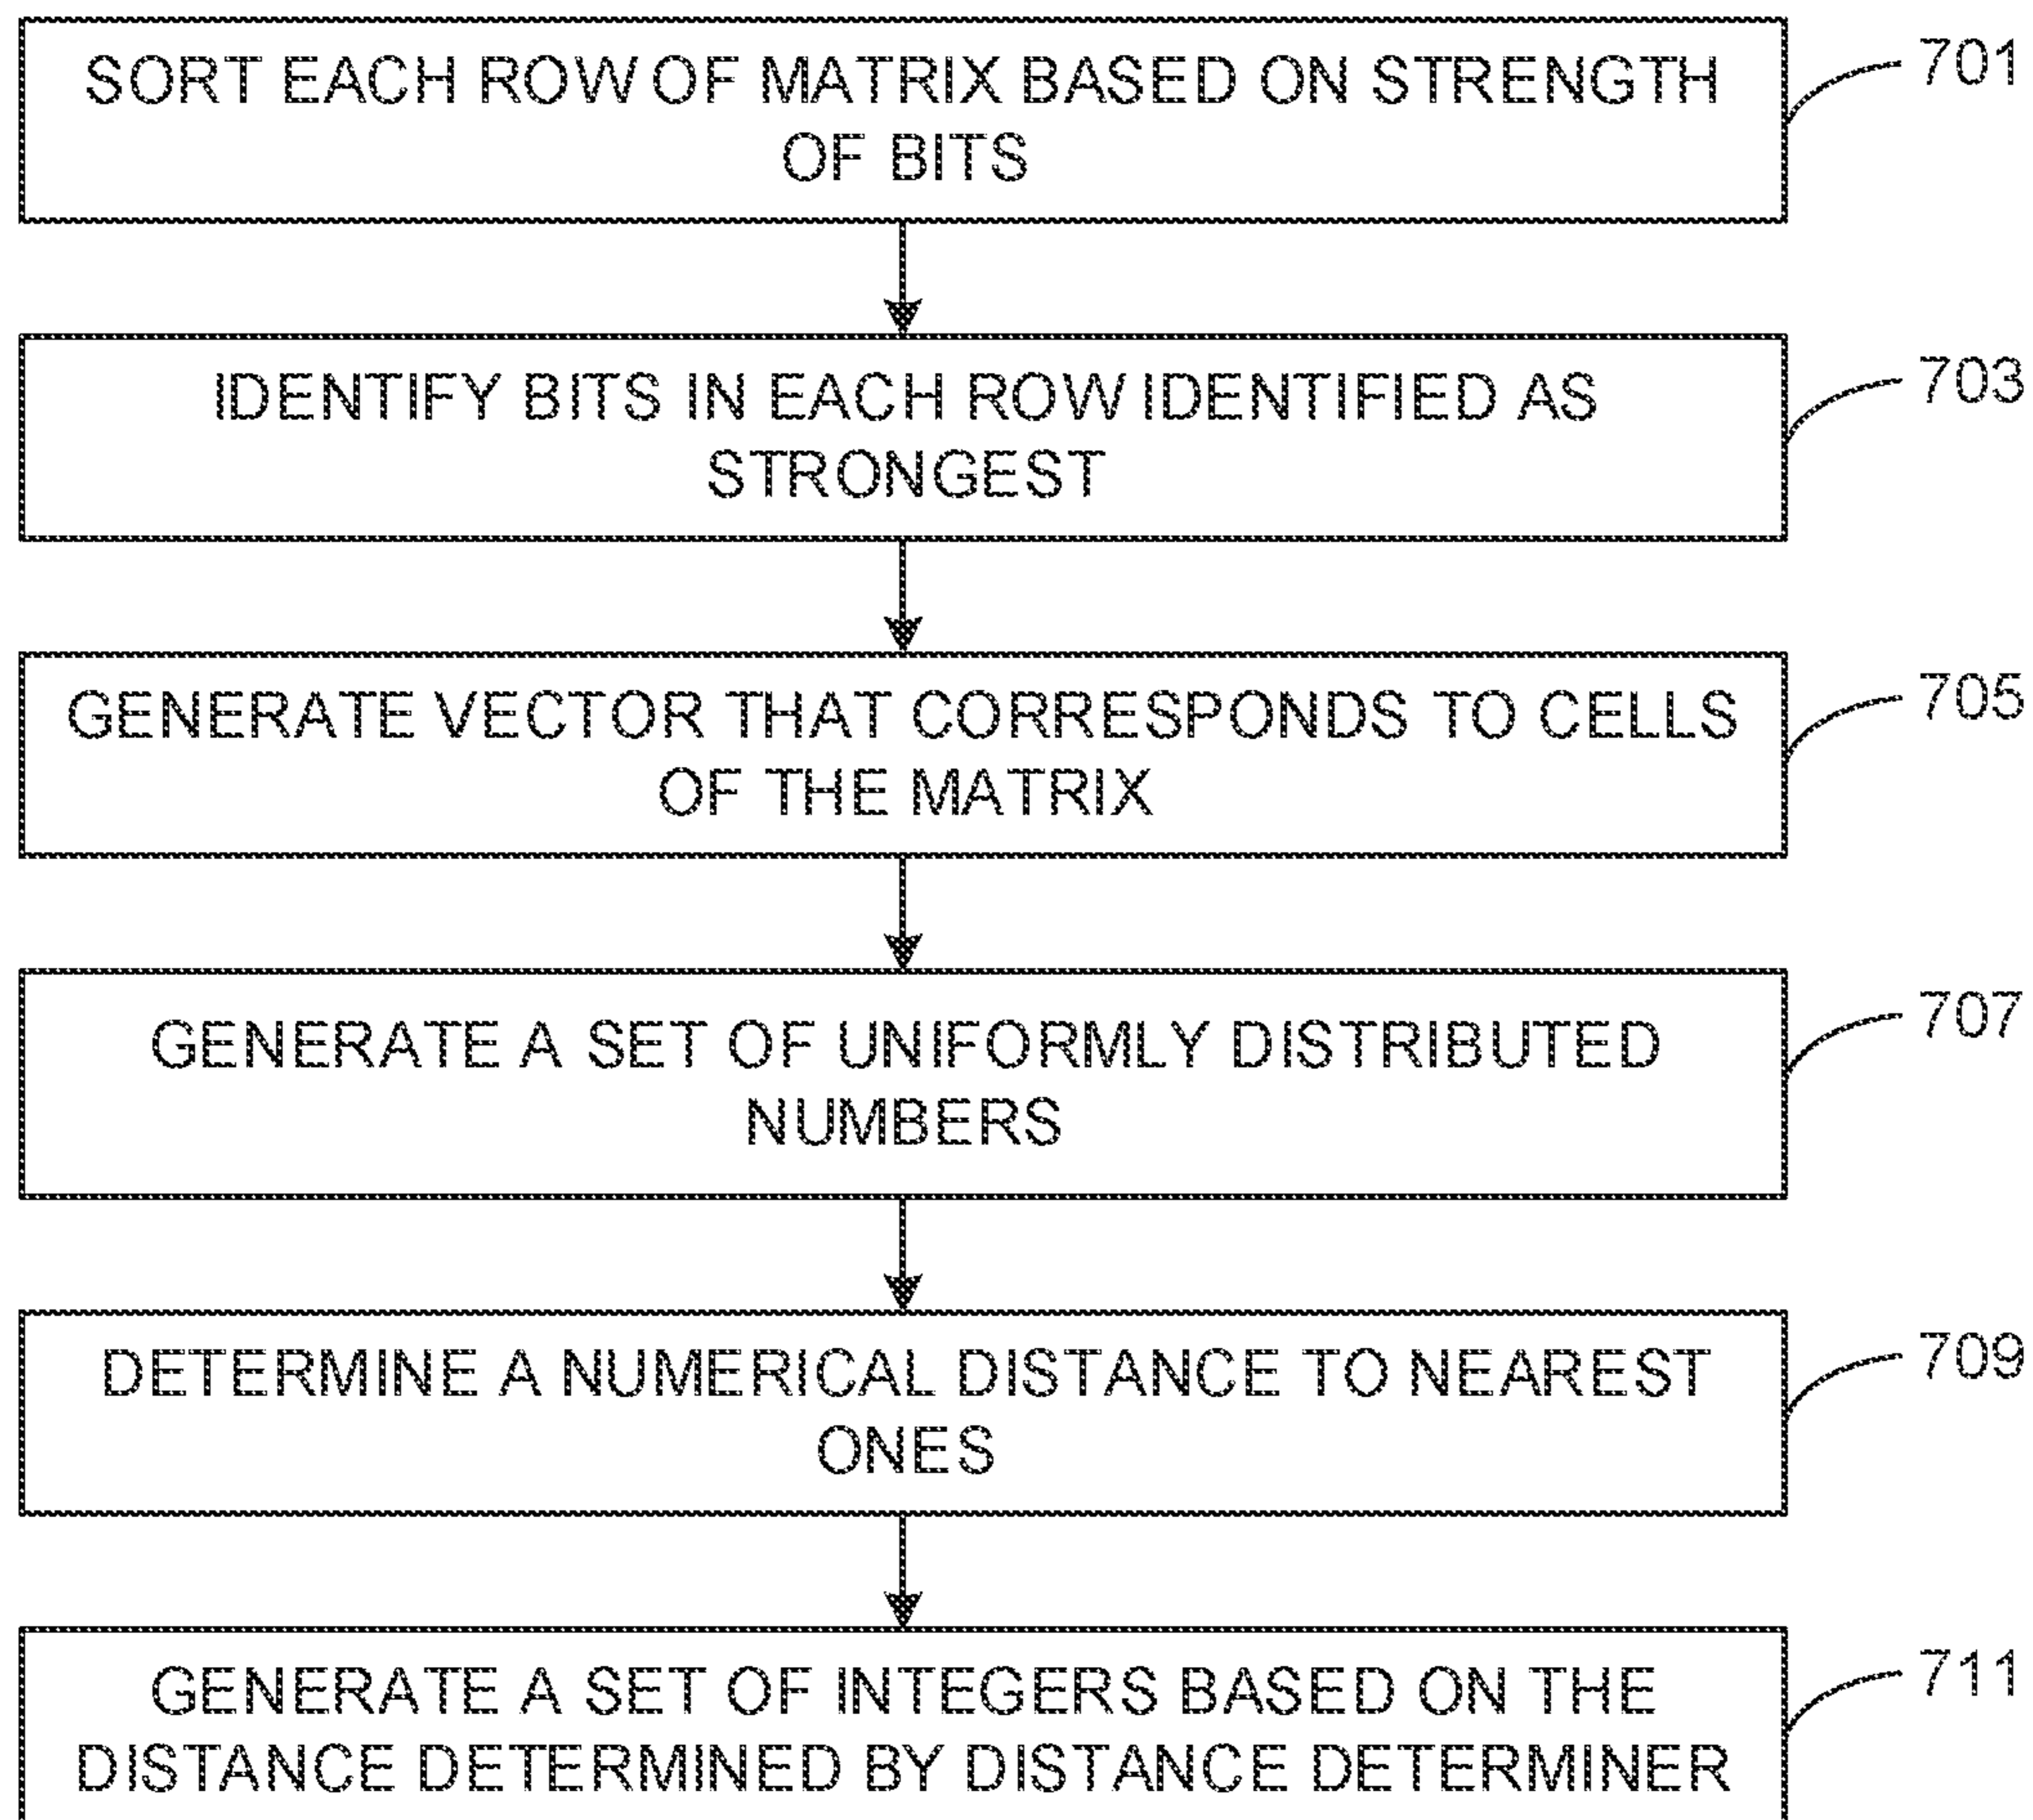 SORT EACH ROW OF MATRIX BASED ON STRENGTH
OF BITS
701
IDENTIFY BITS IN EACH ROW IDENTIFIED AS
STRONGEST
703
GENERATE VECTOR THAT CORRESPONDS TO CELLS
OF THE MATRIX
705
GENERATE A SET OF UNIFORMLY DISTRIBUTED
NUMBERS
707
DETERMINE A NUMERICAL DISTANCE TO NEAREST
ONES
709
GENERATE A SET OF INTEGERS BASED ON THE
DISTANCE DETERMINED BY DISTANCE DETERMINER
711